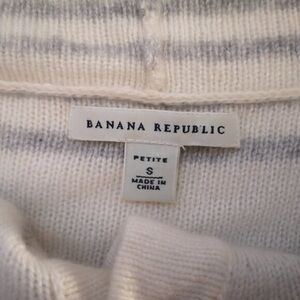 BANANA REPUBLIC
PETITE
S
MADE IN
CHINA